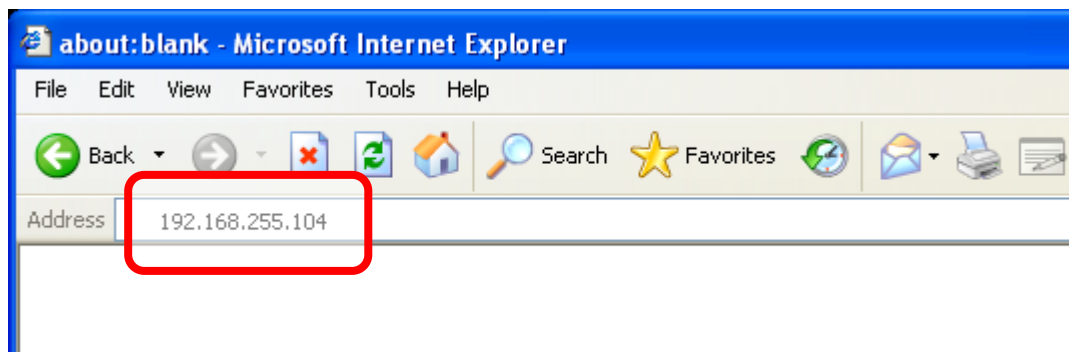 about:blank - Microsoft Internet Explorer
File Edit View Favorites Tools Help
Back Search Favorites
Address 192.168.255.104